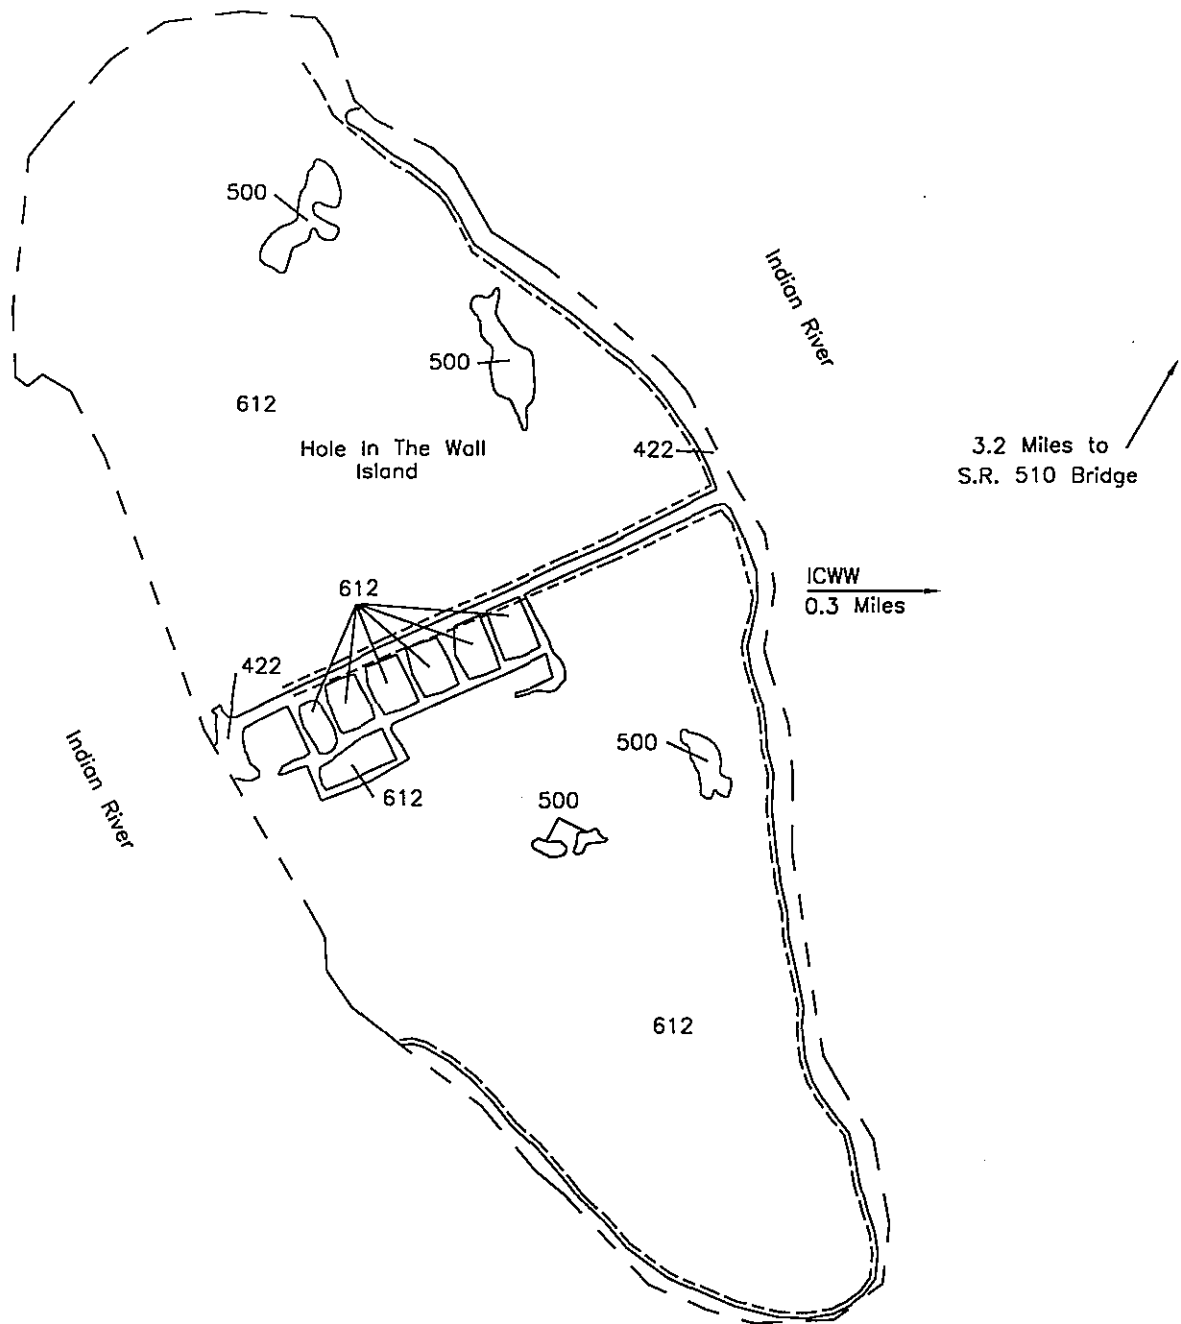 500
Indian River
500
612
Hole In The Wall
Island
422
3.2 Miles to
S.R. 510 Bridge
612
ICWW
0.3 Miles
422
Indian River
500
612
500
612